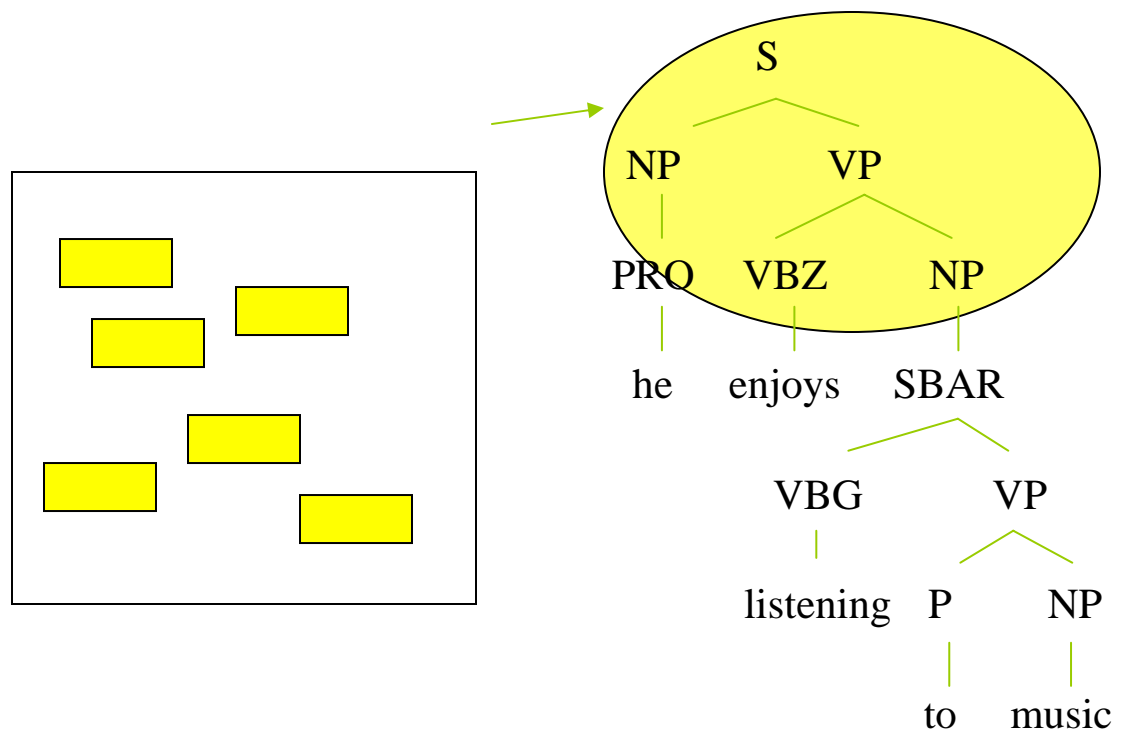 S
NP VP
PRO VBZ NP
he enjoys SBAR
VBG VP
listening P NP
to music